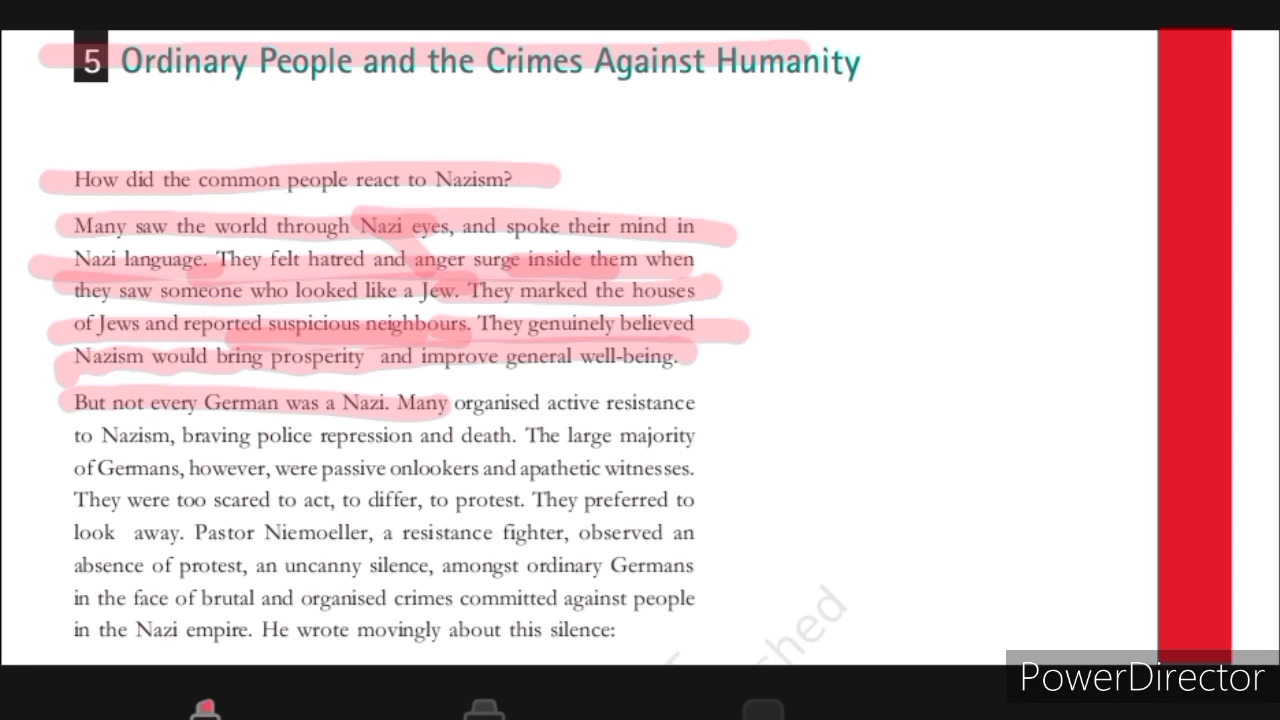 5 Ordinary People and the Crimes Against Humanity
How did the common people react to Nazism?
Many saw the world through Nazi eyes, and spoke their mind in
Nazi language. They felt hatred and anger surge inside them when
they saw someone who looked like a Jew. They marked the houses
of Jews and reported suspicious neighbours. They genuinely believed
Nazism would bring prosperity and improve general well-being.
But not every German was a Nazi. Many organised active resistance
to Nazism, braving police repression and death. The large majority
of Germans, however, were passive onlookers and apathetic witnesses.
They were too scared to act, to differ, to protest. They preferred to
look away. Pastor Niemoeller, a resistance fighter, observed an
absence of protest, an uncanny silence, amongst ordinary Germans
in the face of brutal and organised crimes committed against people
in the Nazi empire. He wrote movingly about this silence:
PowerDirector